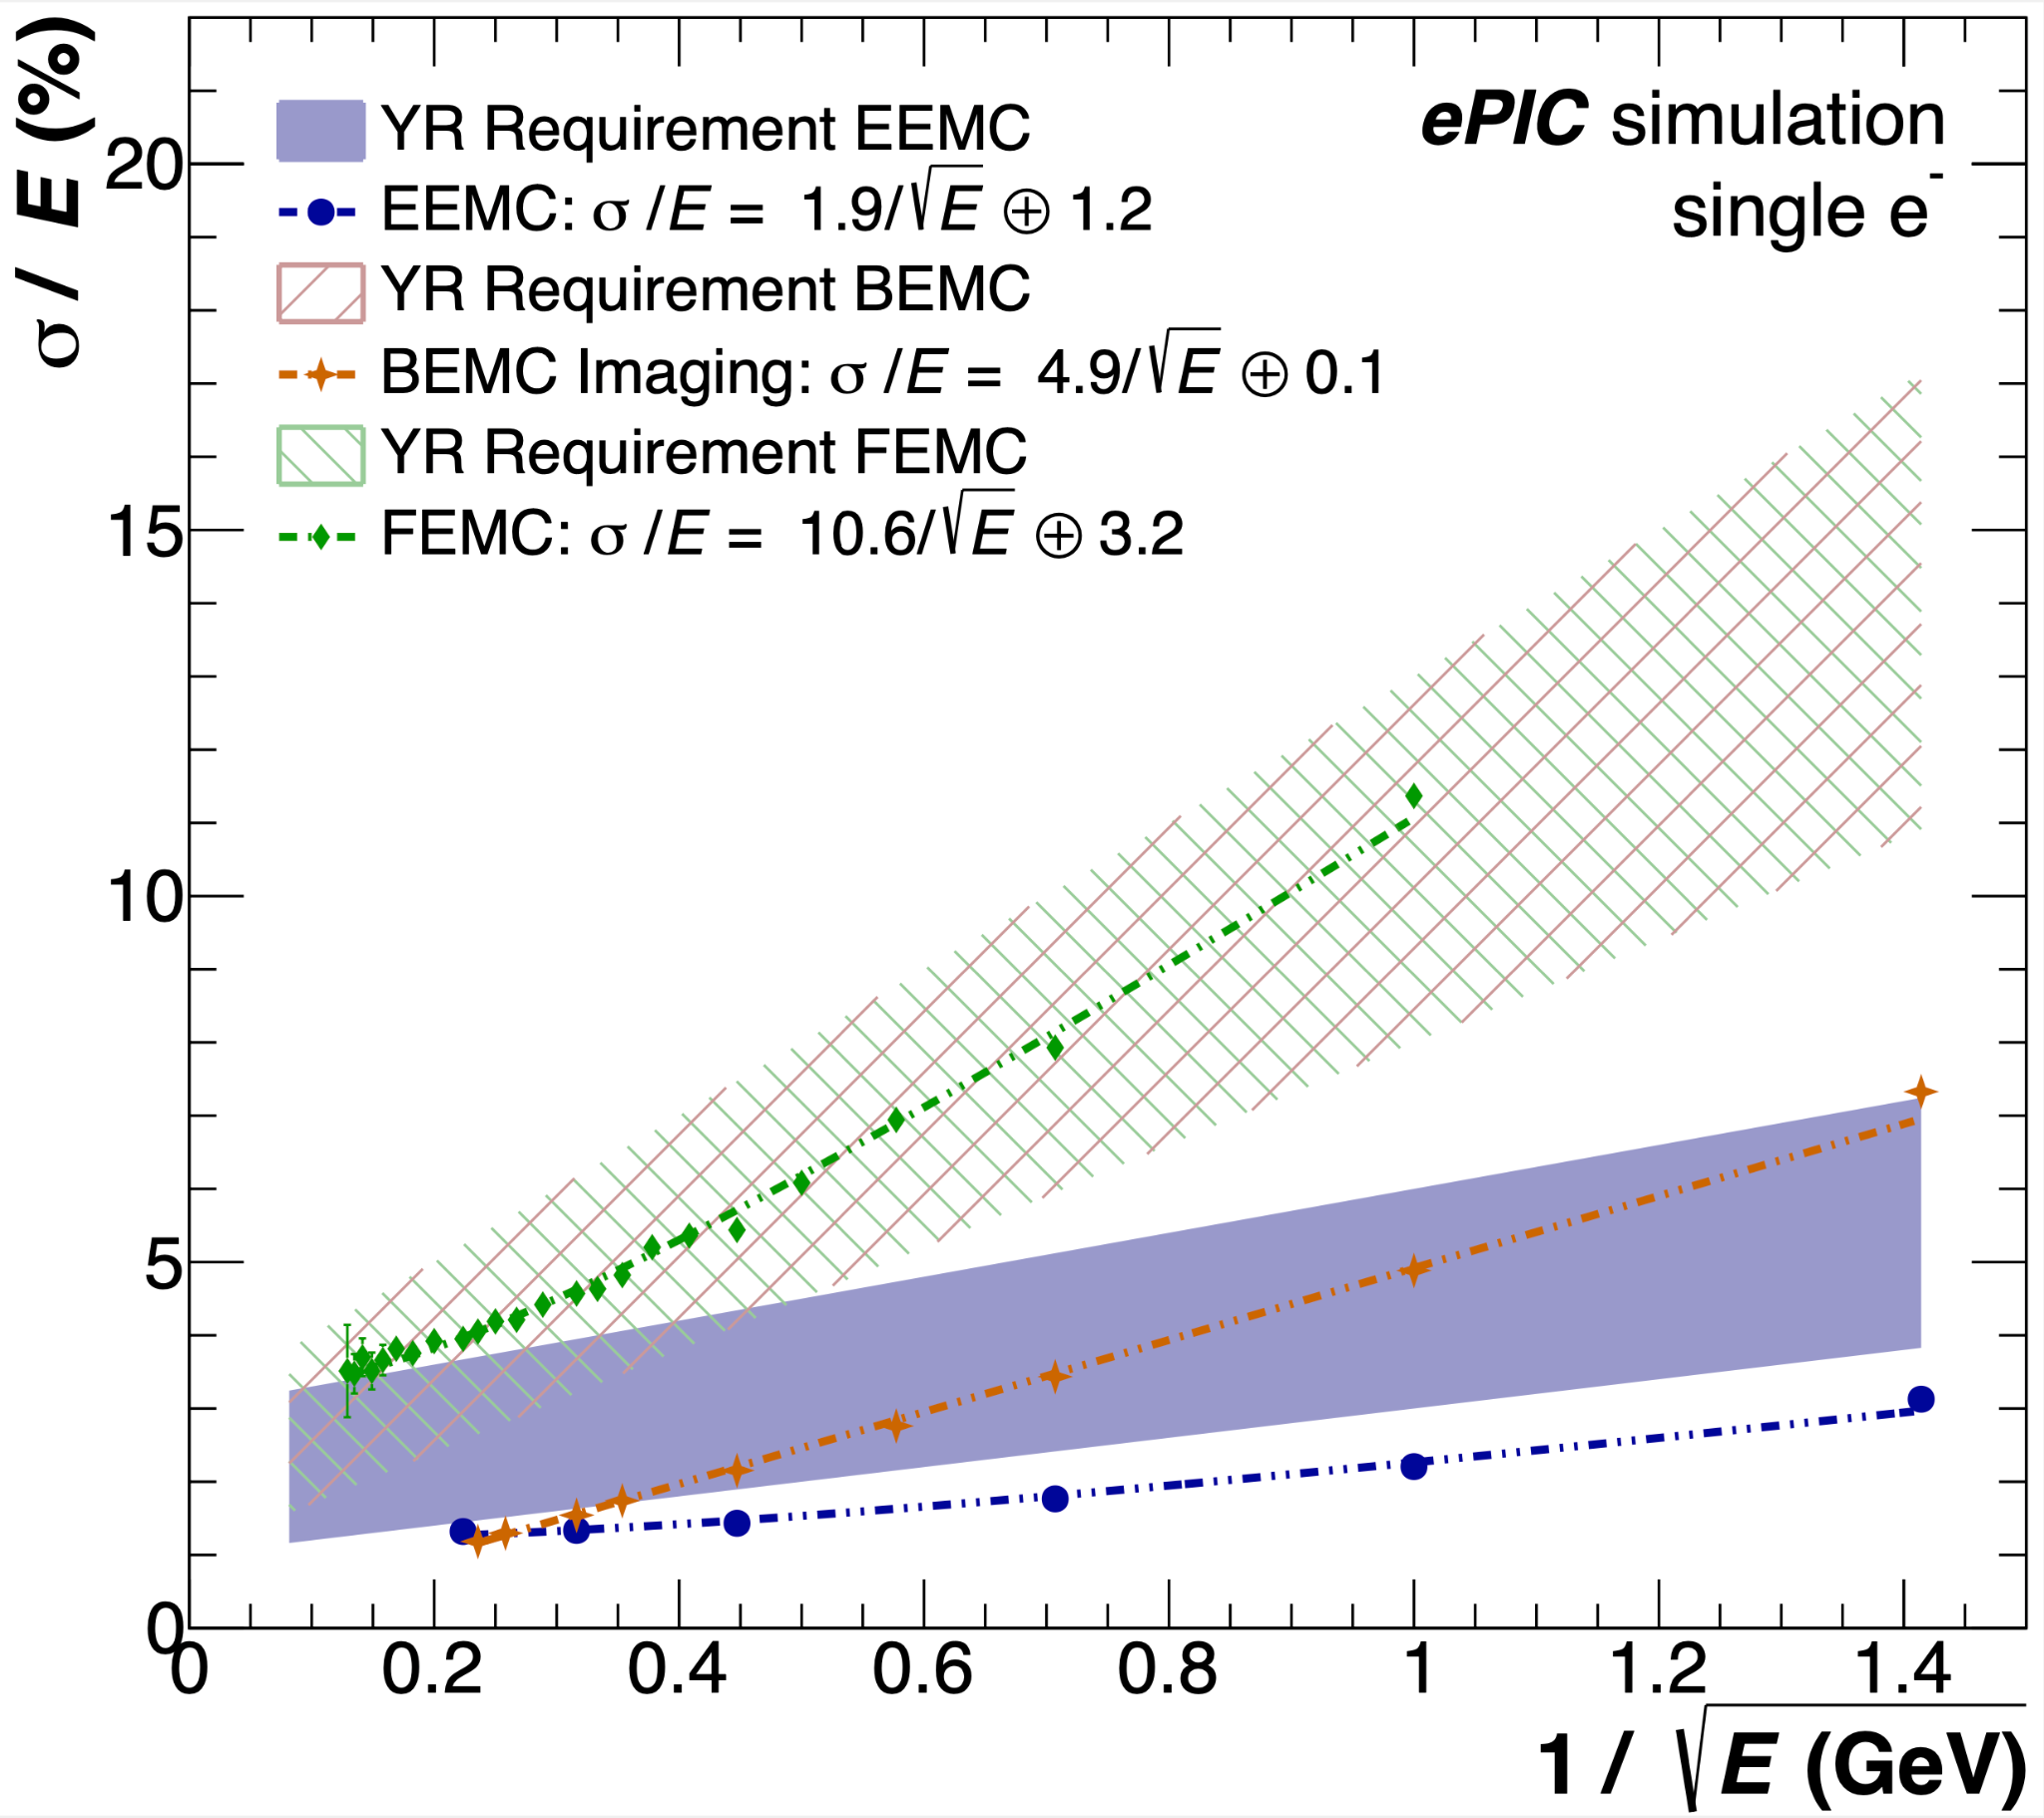 σ / E (%)
ePIC simulation
single e⁻
YR Requirement EEMC
EEMC: σ /E = 1.9/√E ⊕ 1.2
YR Requirement BEMC
BEMC Imaging: σ /E = 4.9/√E ⊕ 0.1
YR Requirement FEMC
FEMC: σ /E = 10.6/√E ⊕ 3.2
20
15
10
5
0
0 0.2 0.4 0.6 0.8 1 1.2 1.4
1 / √E (GeV)